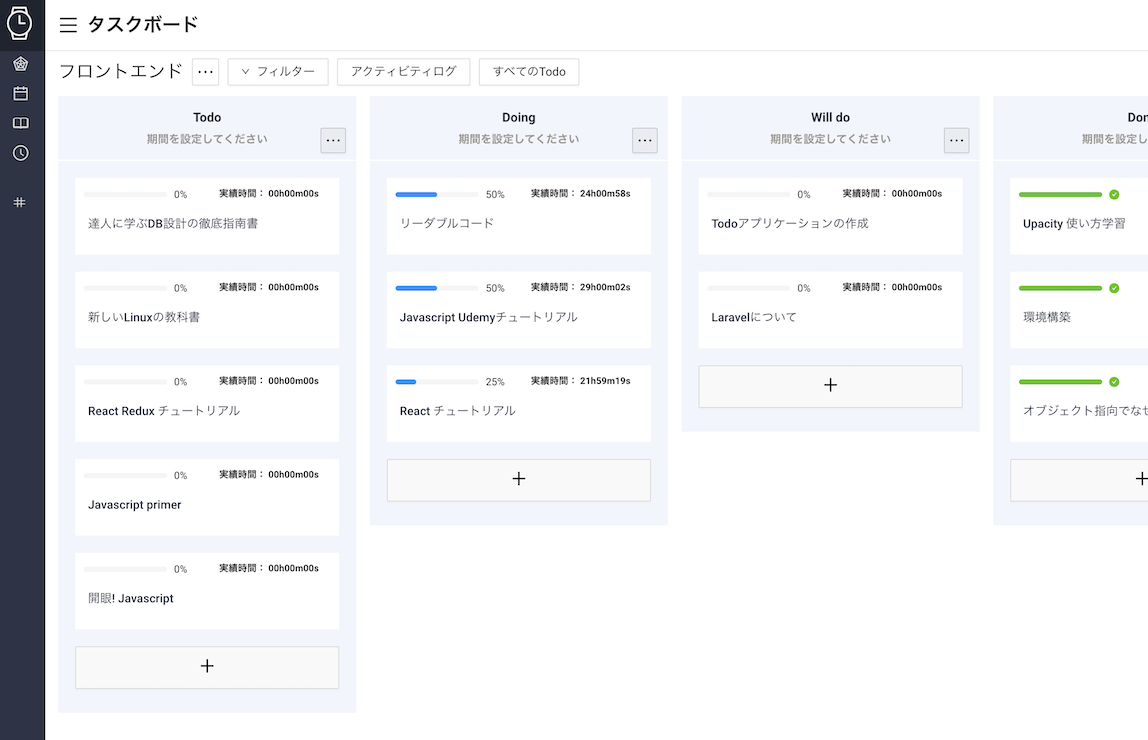 タスクボード
フロントエンド ... フィルター アクティビティログ すべてのTodo
Todo
期間を設定してください
...
0% 実績時間： 00h00m00s
達人に学ぶDB設計の徹底指南書
0% 実績時間： 00h00m00s
新しいLinuxの教科書
0% 実績時間： 00h00m00s
React Redux チュートリアル
0% 実績時間： 00h00m00s
Javascript primer
0% 実績時間： 00h00m00s
開眼! Javascript
+
Doing
期間を設定してください
...
50% 実績時間： 24h00m58s
リーダブルコード
50% 実績時間： 29h00m02s
Javascript Udemyチュートリアル
25% 実績時間： 21h59m19s
React チュートリアル
+
Will do
期間を設定してください
...
0% 実績時間： 00h00m00s
Todoアプリケーションの作成
0% 実績時間： 00h00m00s
Laravelについて
+
Don
期間を設定し
Upacity 使い方学習
環境構築
オブジェクト指向でなぜ
+